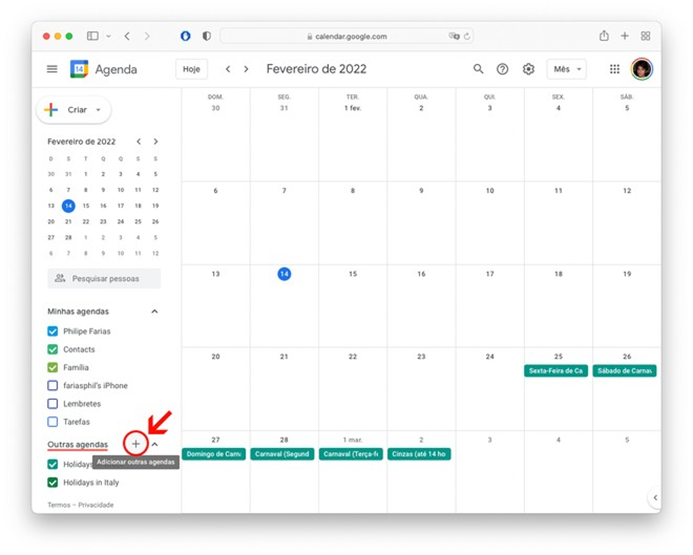 calendar.google.com
14 Agenda Hoje Fevereiro de 2022 Mês
Criar
Fevereiro de 2022
D S T Q Q S S
30 31 1 2 3 4 5
6 7 8 9 10 11 12
13 14 15 16 17 18 19
20 21 22 23 24 25 26
27 28 1 2 3 4 5
6 7 8 9 10 11 12
Pesquisar pessoas
Minhas agendas
Philipe Farias
Contacts
Família
fariasphil's iPhone
Lembretes
Tarefas
Outras agendas
Adicionar outras agendas
Holidays
Holidays in Italy
Termos – Privacidade
DOM. SEG. TER. QUA. QUI. SEX. SÁB.
30 31 1 fev. 2 3 4 5
6 7 8 9 10 11 12
13 14 15 16 17 18 19
20 21 22 23 24 25 26
Sexta-Feira de Ca Sábado de Carna
27 28 1 mar. 2 3 4 5
Domingo de Carn Carnaval (Segund Carnaval (Terça-f Cinzas (até 14 ho